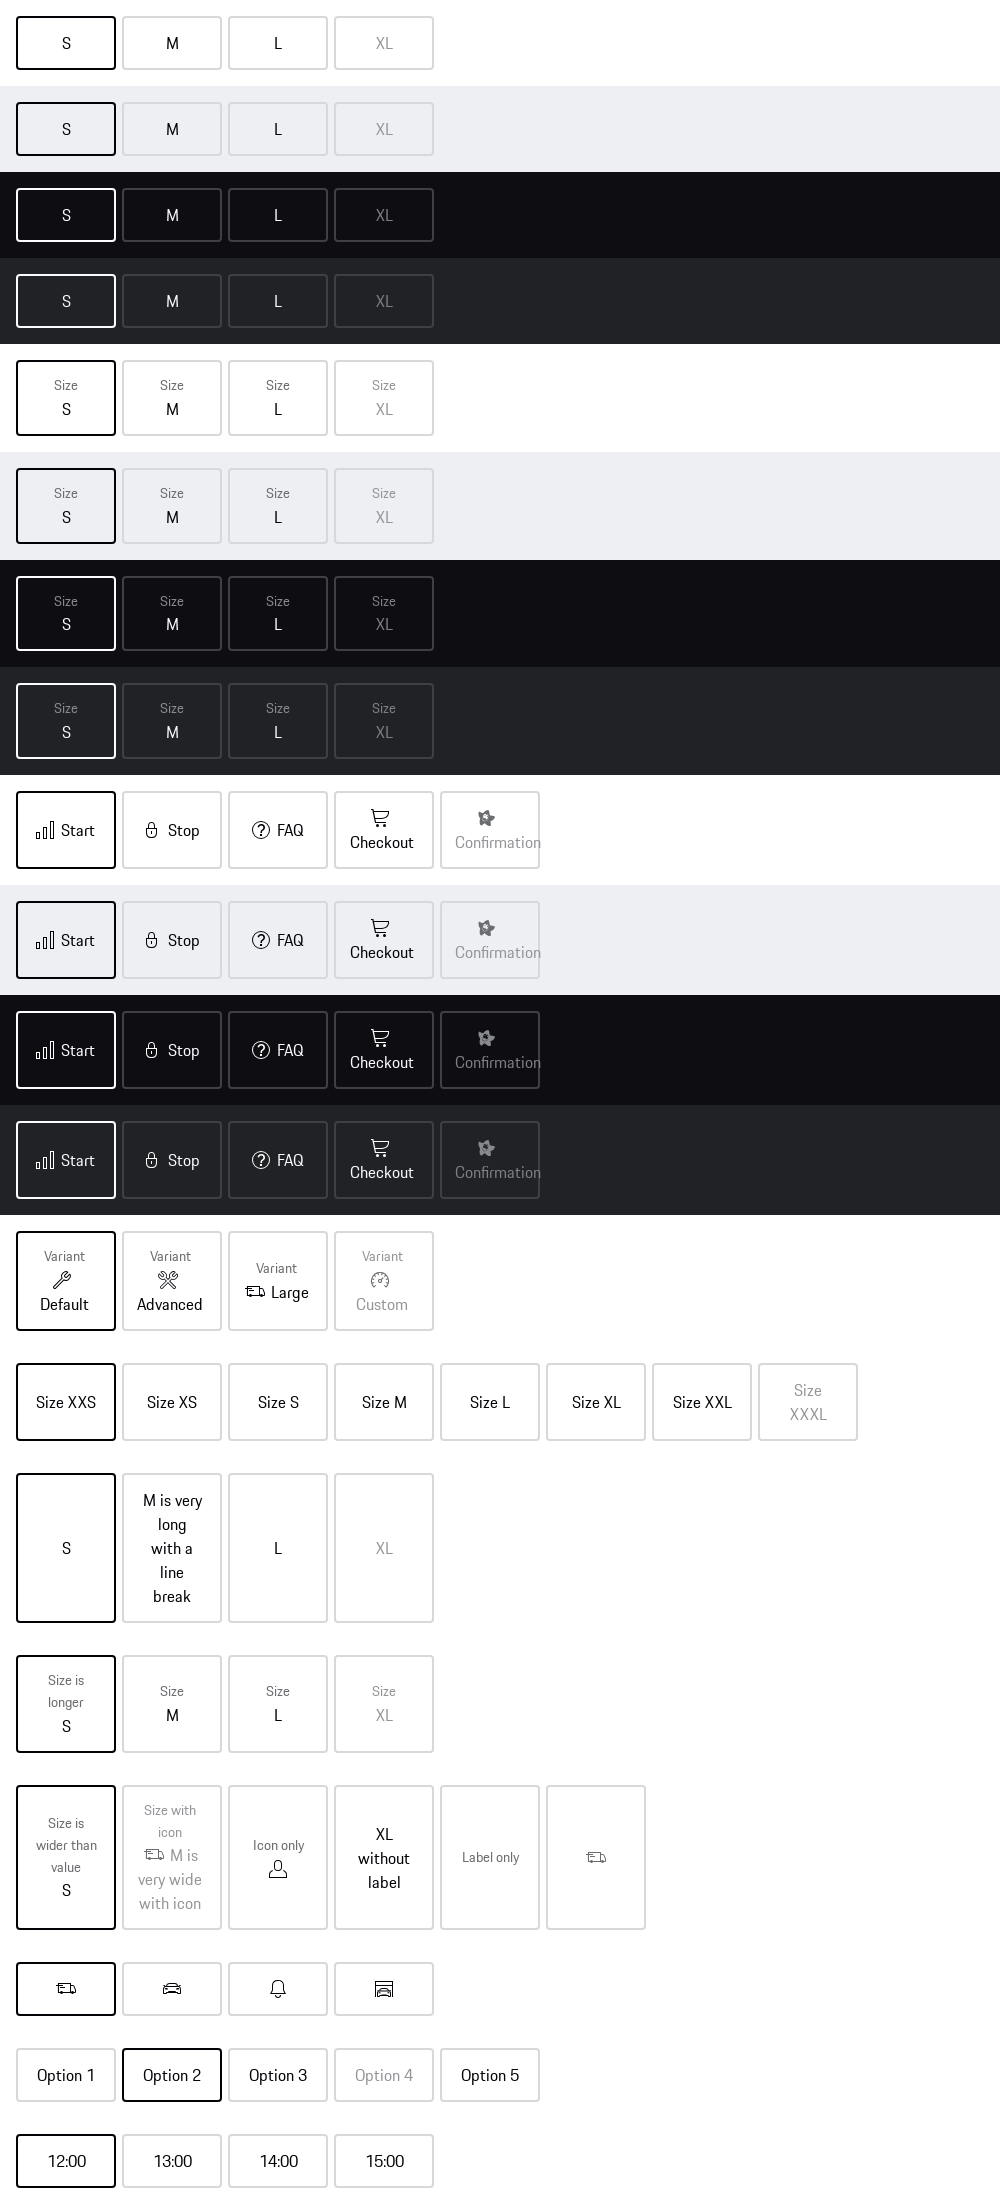 S M L XL
S M L XL
S M L XL
S M L XL
Size Size Size Size
S M L XL
Size Size Size Size
S M L XL
Size Size Size Size
S M L XL
Size Size Size Size
S M L XL
Start Stop FAQ Checkout Confirmation
Start Stop FAQ Checkout Confirmation
Start Stop FAQ Checkout Confirmation
Start Stop FAQ Checkout Confirmation
Variant
Default
Variant
Advanced
Variant
Large
Variant
Custom
Size XXS
Size XS
Size S
Size M
Size L
Size XL
Size XXL
Size
XXXL
S
M is very
long
with a
line
break
L
XL
Size is
longer
S
Size
M
Size
L
Size
XL
Size is
wider than
value
S
Size with
icon
M is
very wide
with icon
Icon only
XL
without
label
Label only
Option 1 Option 2 Option 3 Option 4 Option 5
12:00 13:00 14:00 15:00